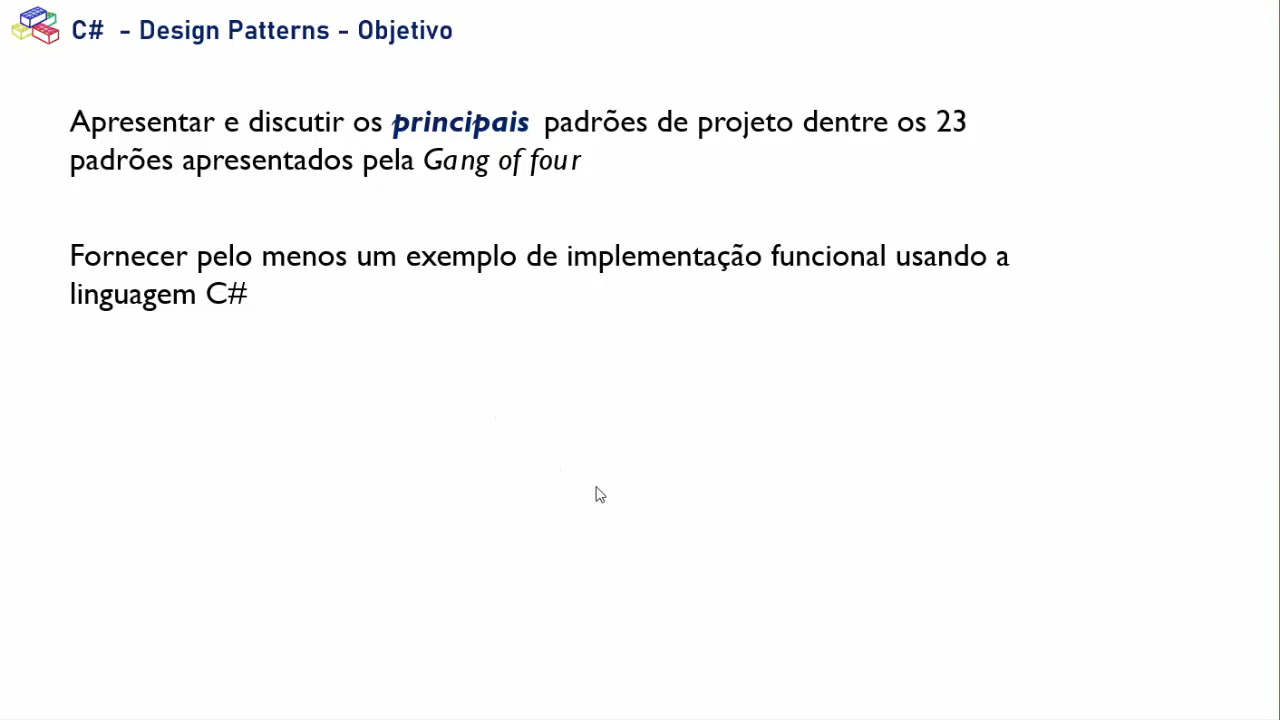 C# - Design Patterns - Objetivo
Apresentar e discutir os principais padrões de projeto dentre os 23
padrões apresentados pela Gang of four
Fornecer pelo menos um exemplo de implementação funcional usando a
linguagem C#